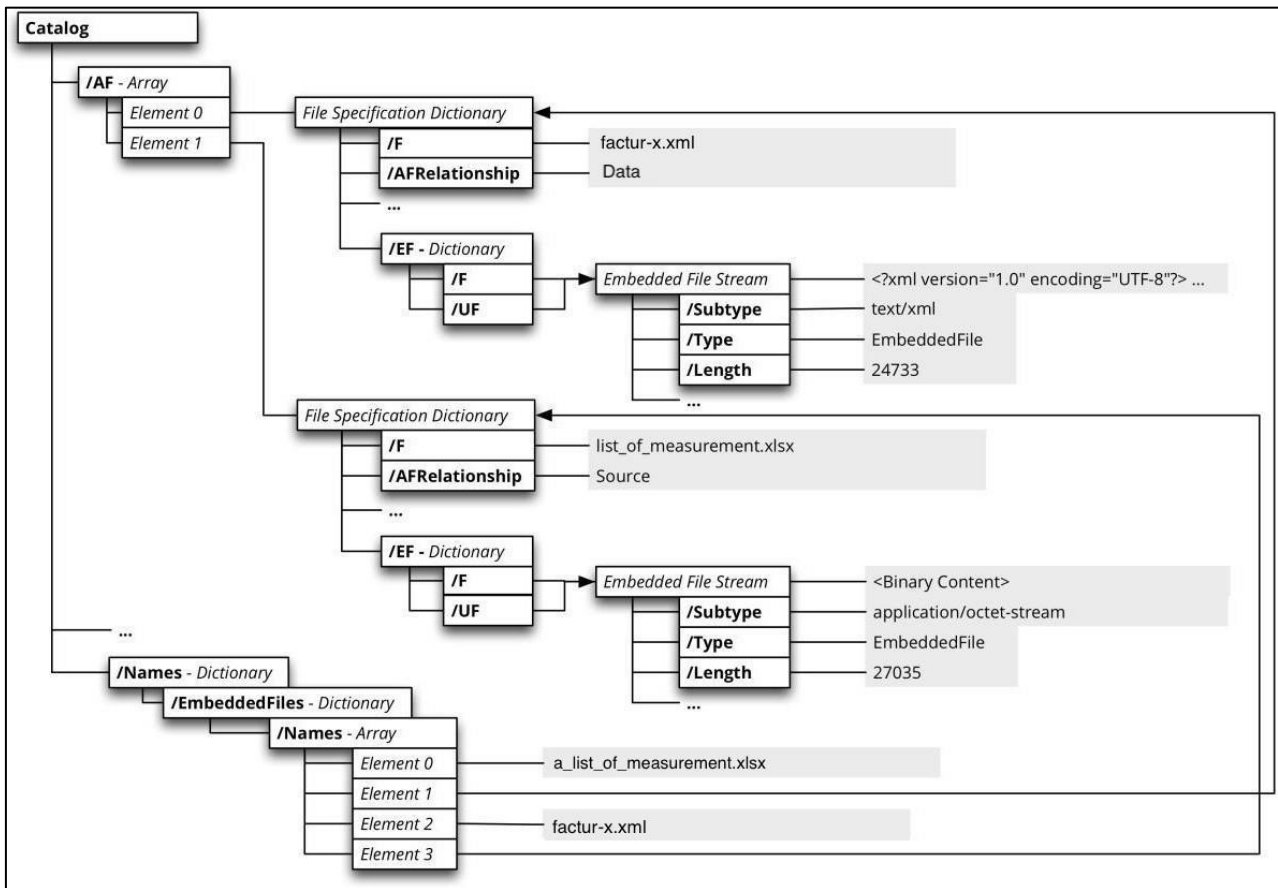 Catalog
/AF - Array
Element 0
Element 1
File Specification Dictionary
/F
factur-x.xml
/AFRelationship
Data
...
/EF - Dictionary
/F
/UF
Embedded File Stream
<?xml version="1.0" encoding="UTF-8"?> ...
/Subtype
text/xml
/Type
EmbeddedFile
/Length
24733
...
File Specification Dictionary
/F
list_of_measurement.xlsx
/AFRelationship
Source
...
/EF - Dictionary
/F
/UF
Embedded File Stream
<Binary Content>
/Subtype
application/octet-stream
/Type
EmbeddedFile
/Length
27035
...
...
/Names - Dictionary
/EmbeddedFiles - Dictionary
/Names - Array
Element 0
a_list_of_measurement.xlsx
Element 1
Element 2
factur-x.xml
Element 3